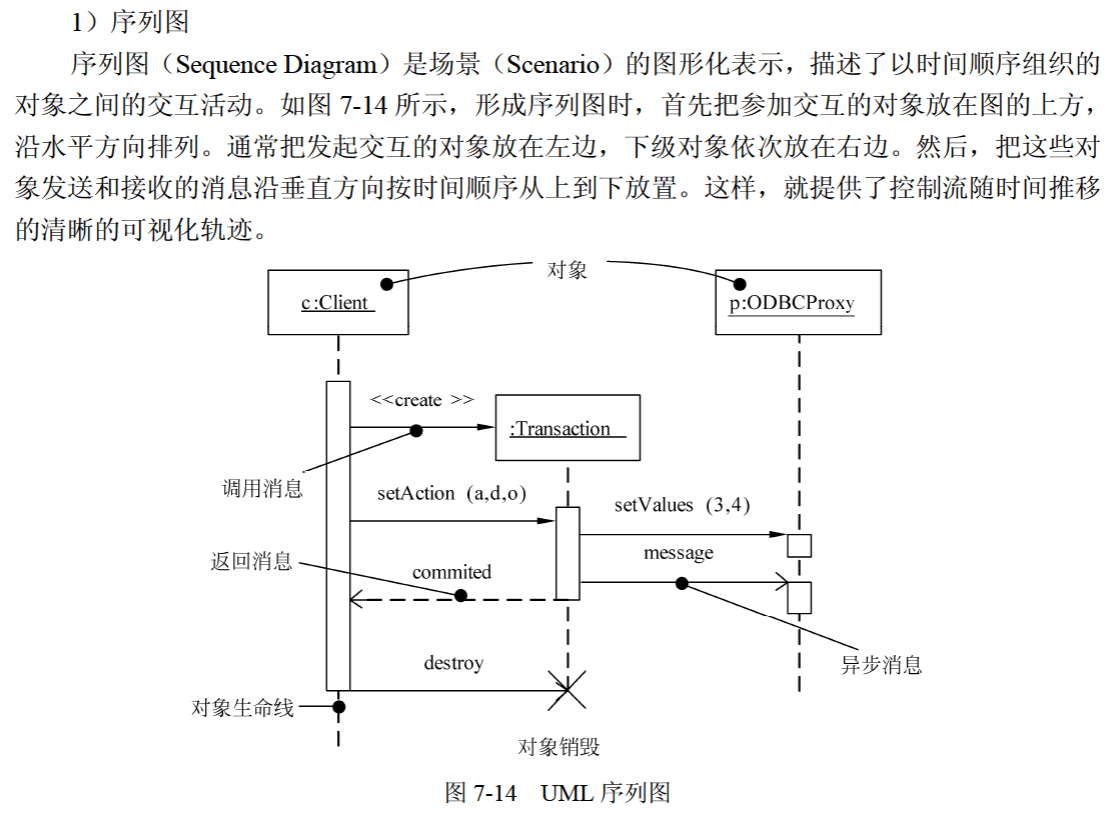 1）序列图
序列图（Sequence Diagram）是场景（Scenario）的图形化表示，描述了以时间顺序组织的
对象之间的交互活动。如图 7-14 所示，形成序列图时，首先把参加交互的对象放在图的上方，
沿水平方向排列。通常把发起交互的对象放在左边，下级对象依次放在右边。然后，把这些对
象发送和接收的消息沿垂直方向按时间顺序从上到下放置。这样，就提供了控制流随时间推移
的清晰的可视化轨迹。
对象
c:Client
p:ODBCProxy
<<create >>
:Transaction
调用消息
setAction (a,d,o)
setValues (3,4)
返回消息
message
commited
异步消息
destroy
对象生命线
对象销毁
图 7-14 UML 序列图